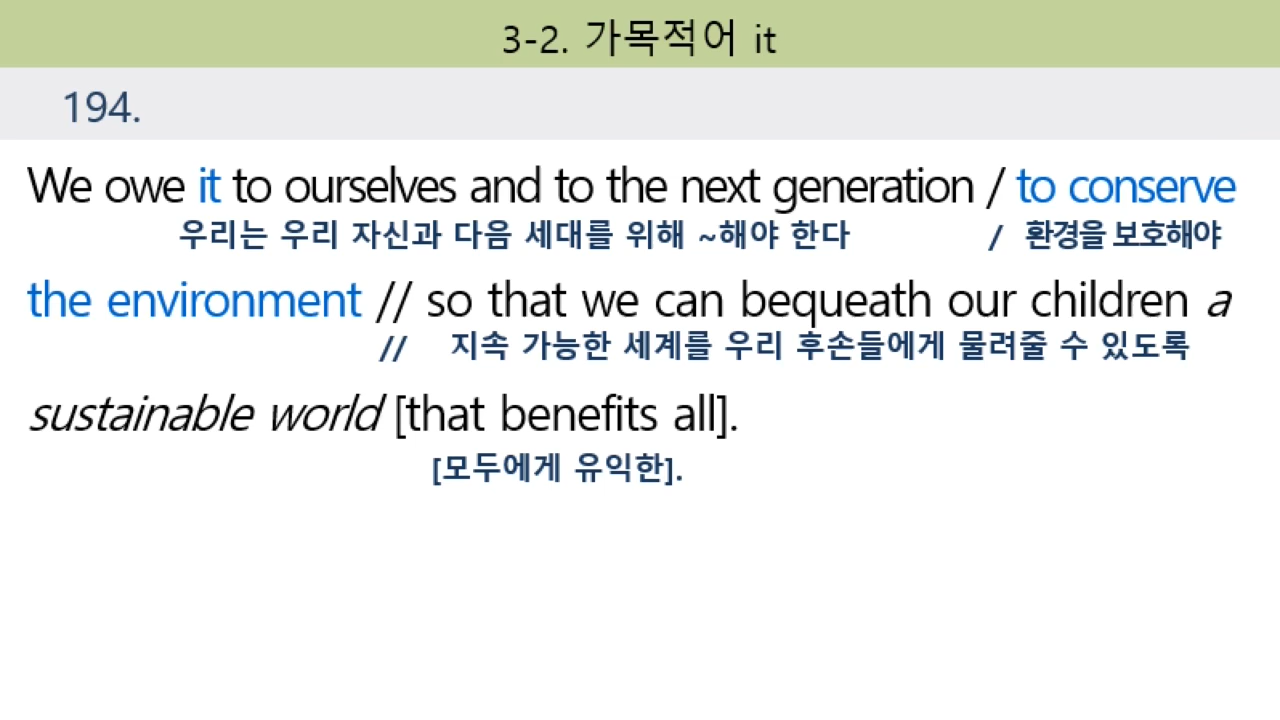 3-2. 가목적어 it
194.
We owe it to ourselves and to the next generation / to conserve
우리는 우리 자신과 다음 세대를 위해 ~해야 한다 / 환경을 보호해야
the environment // so that we can bequeath our children a
// 지속 가능한 세계를 우리 후손들에게 물려줄 수 있도록
sustainable world [that benefits all].
[모두에게 유익한].